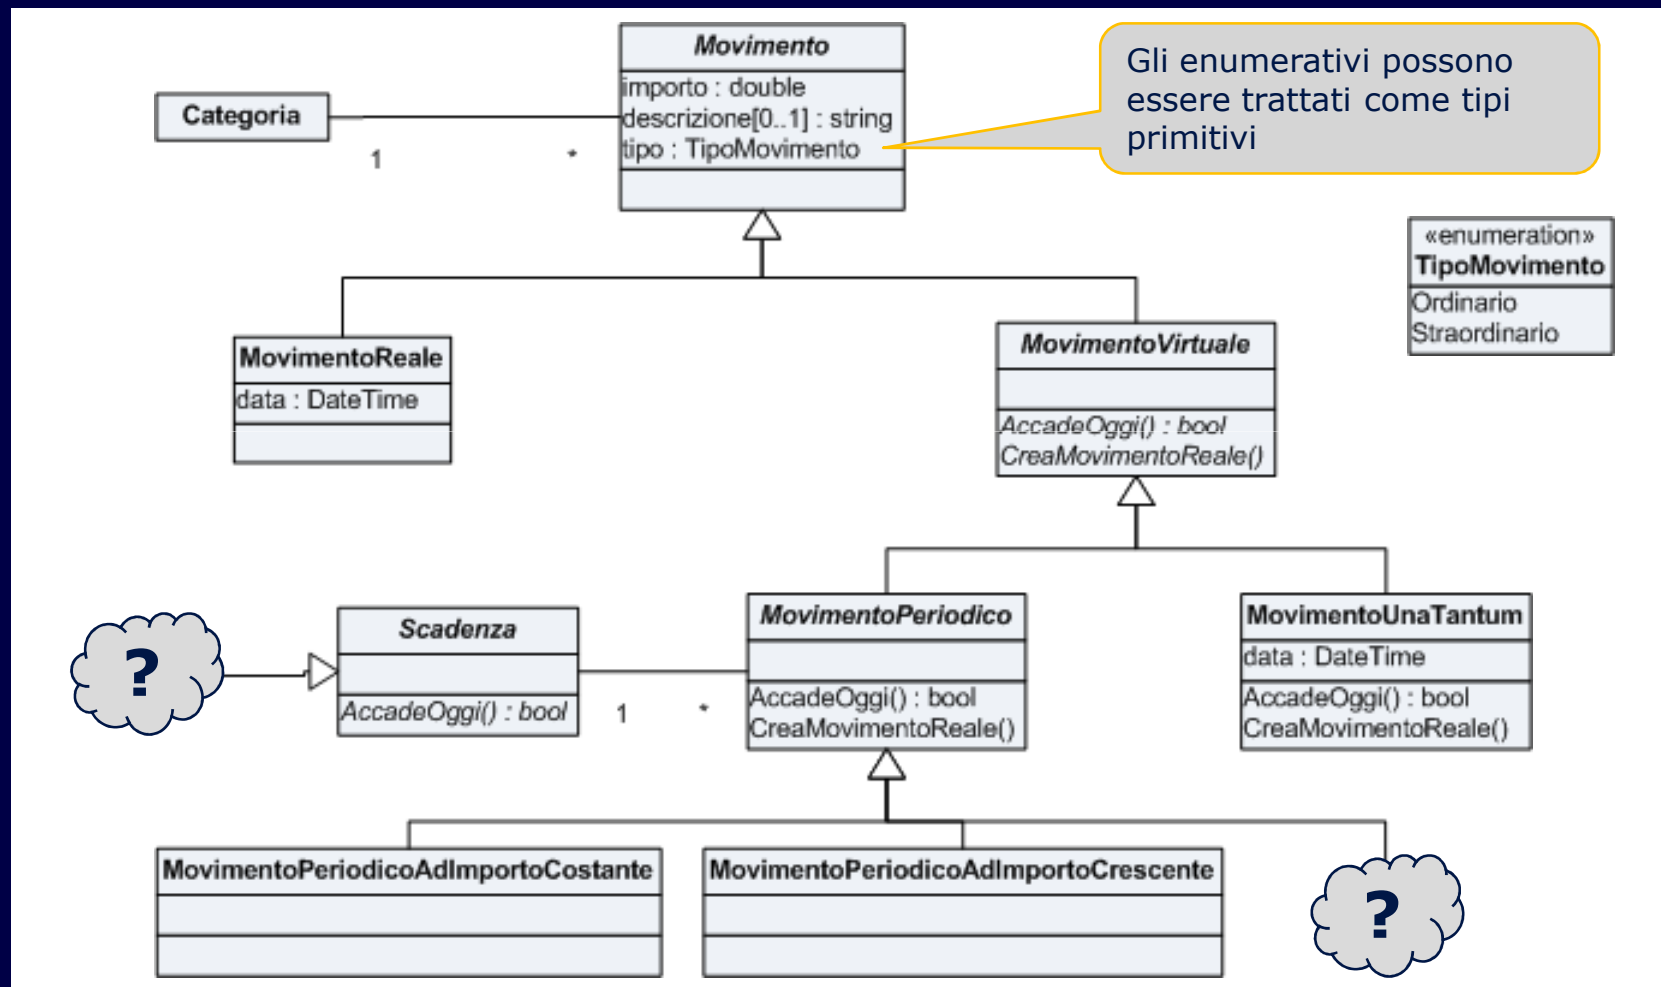 Movimento
importo : double
descrizione[0..1] : string
tipo : TipoMovimento
Gli enumerativi possono
essere trattati come tipi
primitivi
Categoria
1
*
«enumeration»
TipoMovimento
Ordinario
Straordinario
MovimentoReale
data : DateTime
MovimentoVirtuale
AccadeOggi() : bool
CreaMovimentoReale()
?
Scadenza
AccadeOggi() : bool
1
*
MovimentoPeriodico
AccadeOggi() : bool
CreaMovimentoReale()
MovimentoUnaTantum
data : DateTime
AccadeOggi() : bool
CreaMovimentoReale()
MovimentoPeriodicoAdImportoCostante
MovimentoPeriodicoAdImportoCrescente
?